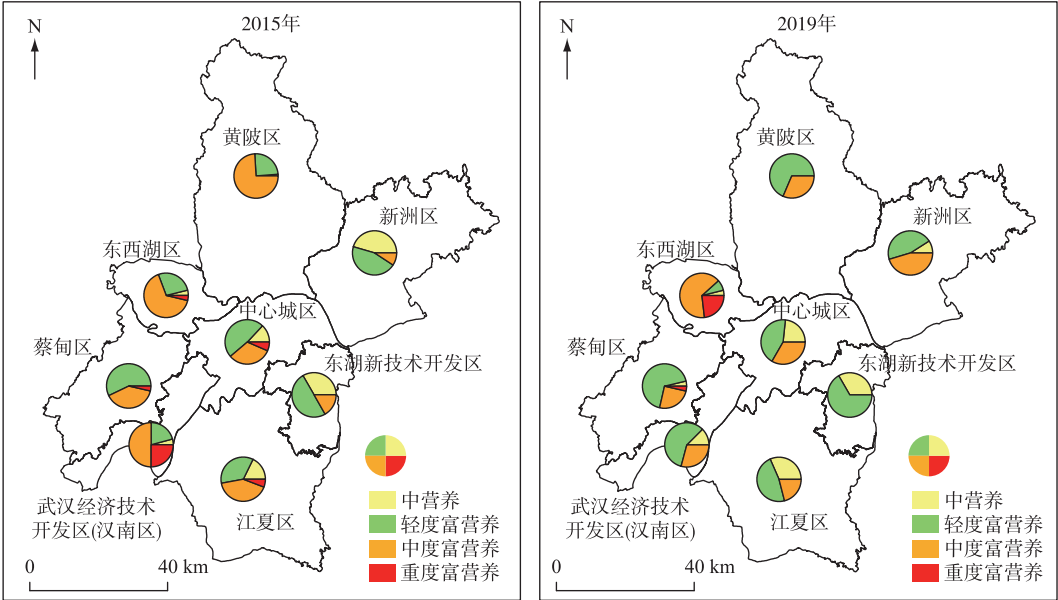 2015年
N
黄陂区
新洲区
东西湖区
中心城区
蔡甸区
东湖新技术开发区
武汉经济技术
开发区(汉南区)
江夏区
中营养
轻度富营养
中度富营养
重度富营养
0
40 km
2019年
N
黄陂区
新洲区
东西湖区
中心城区
蔡甸区
东湖新技术开发区
武汉经济技术
开发区(汉南区)
江夏区
中营养
轻度富营养
中度富营养
重度富营养
0
40 km